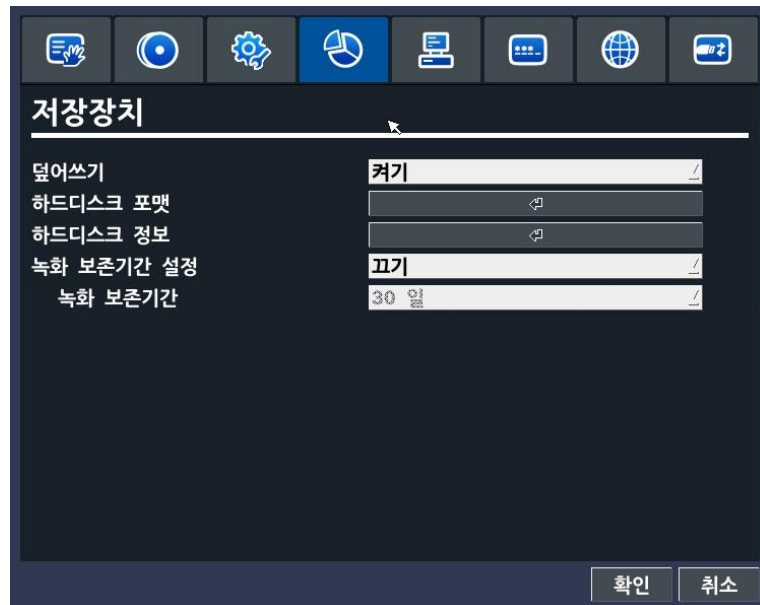 저장장치
덮어쓰기 켜기
하드디스크 포맷
하드디스크 정보
녹화 보존기간 설정 끄기
녹화 보존기간 30 일
확인 취소